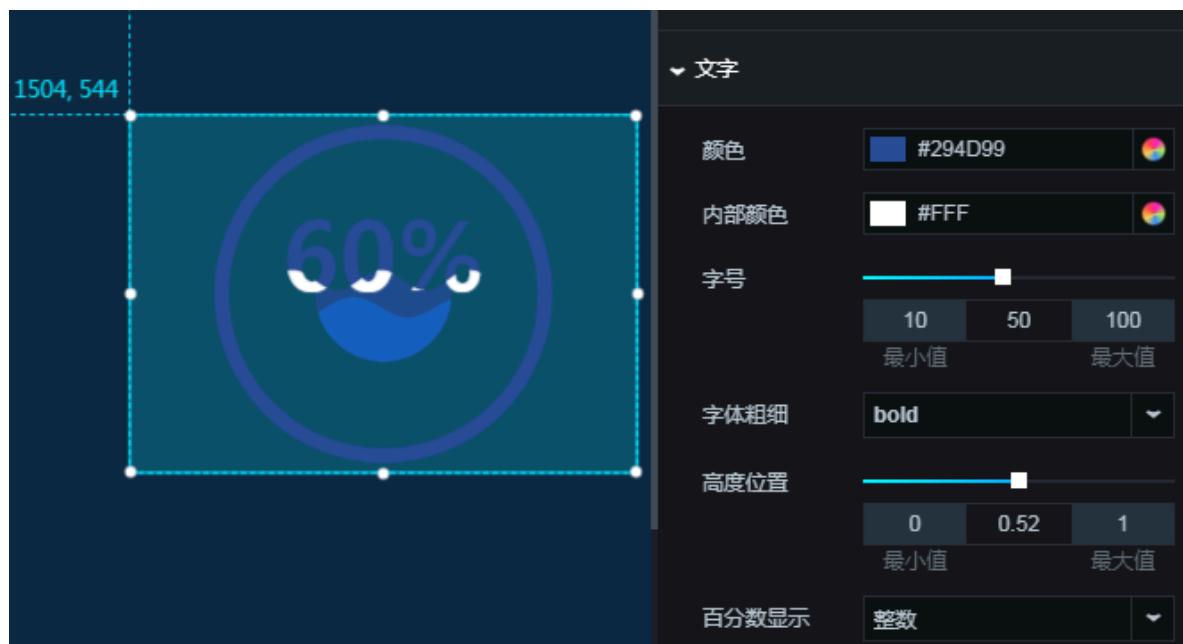 文字
1504, 544
颜色 #294D99
内部颜色 #FFF
60%
字号
10 50 100
最小值 最大值
字体粗细 bold
高度位置
0 0.52 1
最小值 最大值
百分数显示 整数